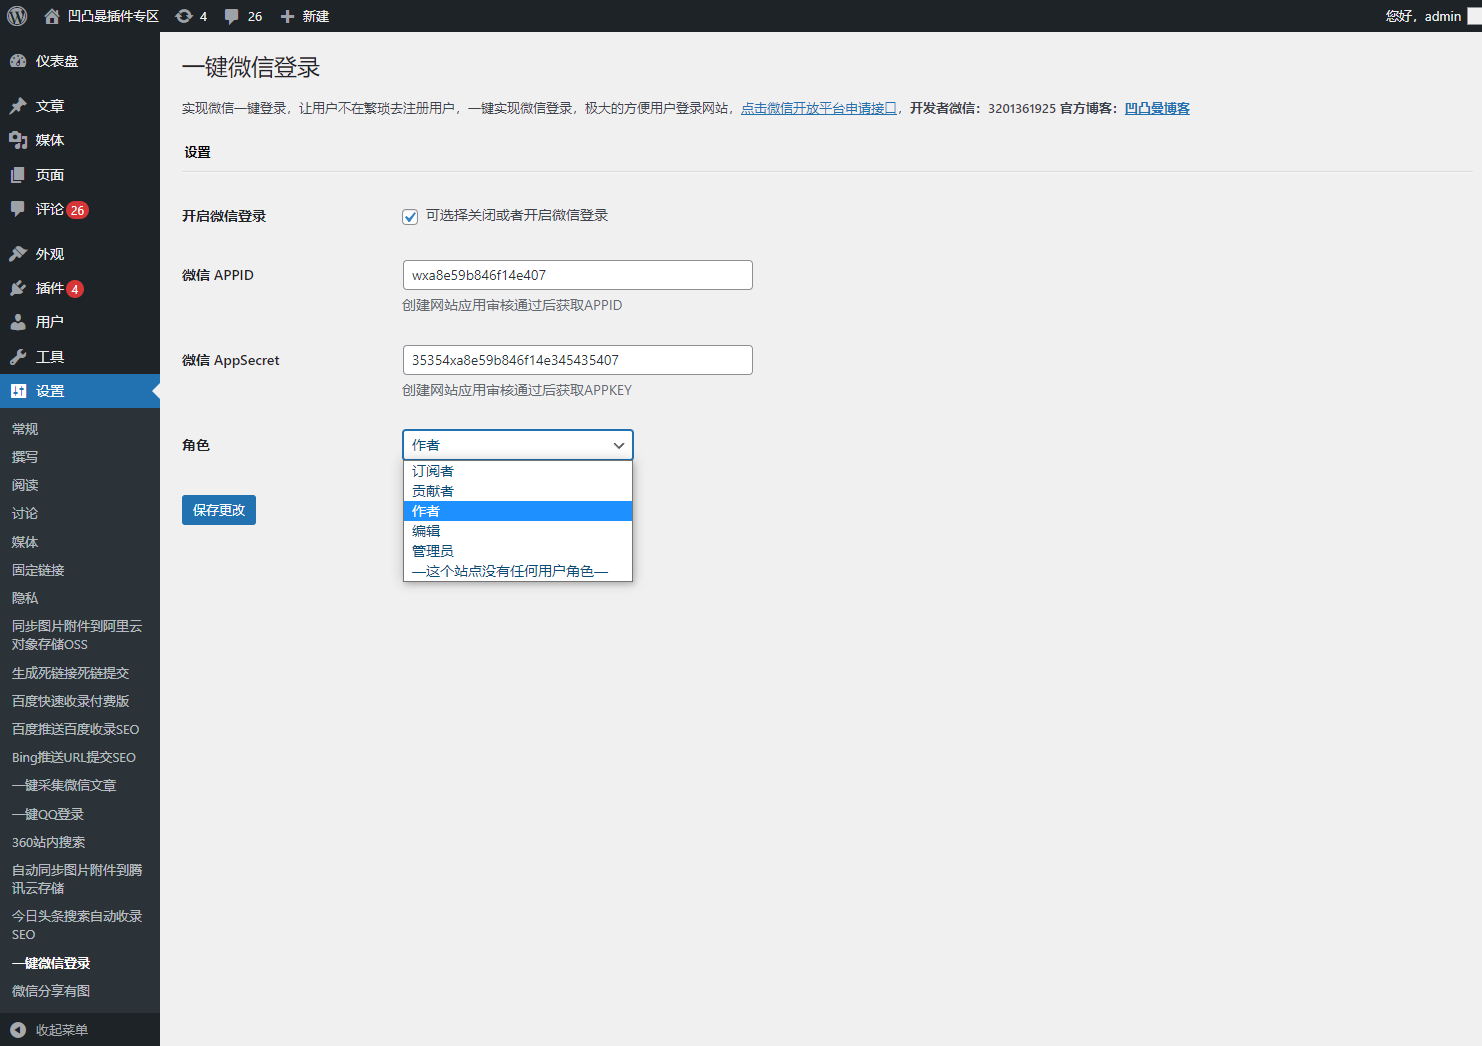 凹凸曼插件专区 4 26 新建 您好，admin
仪表盘
文章
媒体
页面
评论 26
外观
插件 4
用户
工具
设置
常规
撰写
阅读
讨论
媒体
固定链接
隐私
同步图片附件到阿里云
对象存储OSS
生成死链接死链提交
百度快速收录付费版
百度推送百度收录SEO
Bing推送URL提交SEO
一键采集微信文章
一键QQ登录
360站内搜索
自动同步图片附件到腾
讯云存储
今日头条搜索自动收录
SEO
一键微信登录
微信分享有图
收起菜单
一键微信登录
实现微信一键登录，让用户不在繁琐去注册用户，一键实现微信登录，极大的方便用户登录网站，点击微信开放平台申请接口，开发者微信：3201361925 官方博客：凹凸曼博客
设置
开启微信登录 可选择关闭或者开启微信登录
微信 APPID wxa8e59b846f14e407
创建网站应用审核通过后获取APPID
微信 AppSecret 35354xa8e59b846f14e345435407
创建网站应用审核通过后获取APPKEY
角色 作者
订阅者
贡献者
作者
编辑
管理员
—这个站点没有任何用户角色—
保存更改